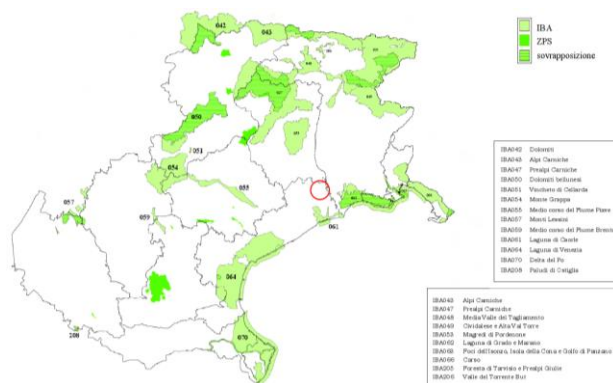 IBA
ZPS
sovrapposizione
042
043
050
051
054
055
057
059
061
064
070
208
IBA042 Dolomiti
IBA043 Alpi Carniche
IBA047 Prealpi Carniche
IBA050 Dolomiti bellunesi
IBA051 Vincheto di Cellarda
IBA054 Monte Grappa
IBA055 Medio corso del Fiume Piave
IBA057 Monti Lessini
IBA059 Medio corso del Fiume Brenta
IBA061 Laguna di Caorle
IBA064 Laguna di Venezia
IBA070 Delta del Po
IBA208 Paludi di Ostiglia
IBA043 Alpi Carniche
IBA047 Prealpi Carniche
IBA048 Media Valle del Tagliamento
IBA049 Cividalese e Alta Val Torre
IBA053 Magredi di Pordenone
IBA062 Laguna di Grado e Marano
IBA063 Foci dell'Isonzo, Isola della Cona e Golfo di Panzano
IBA066 Carso
IBA205 Foresta di Tarvisio e Prealpi Giulie
IBA206 Valle del Torrente But